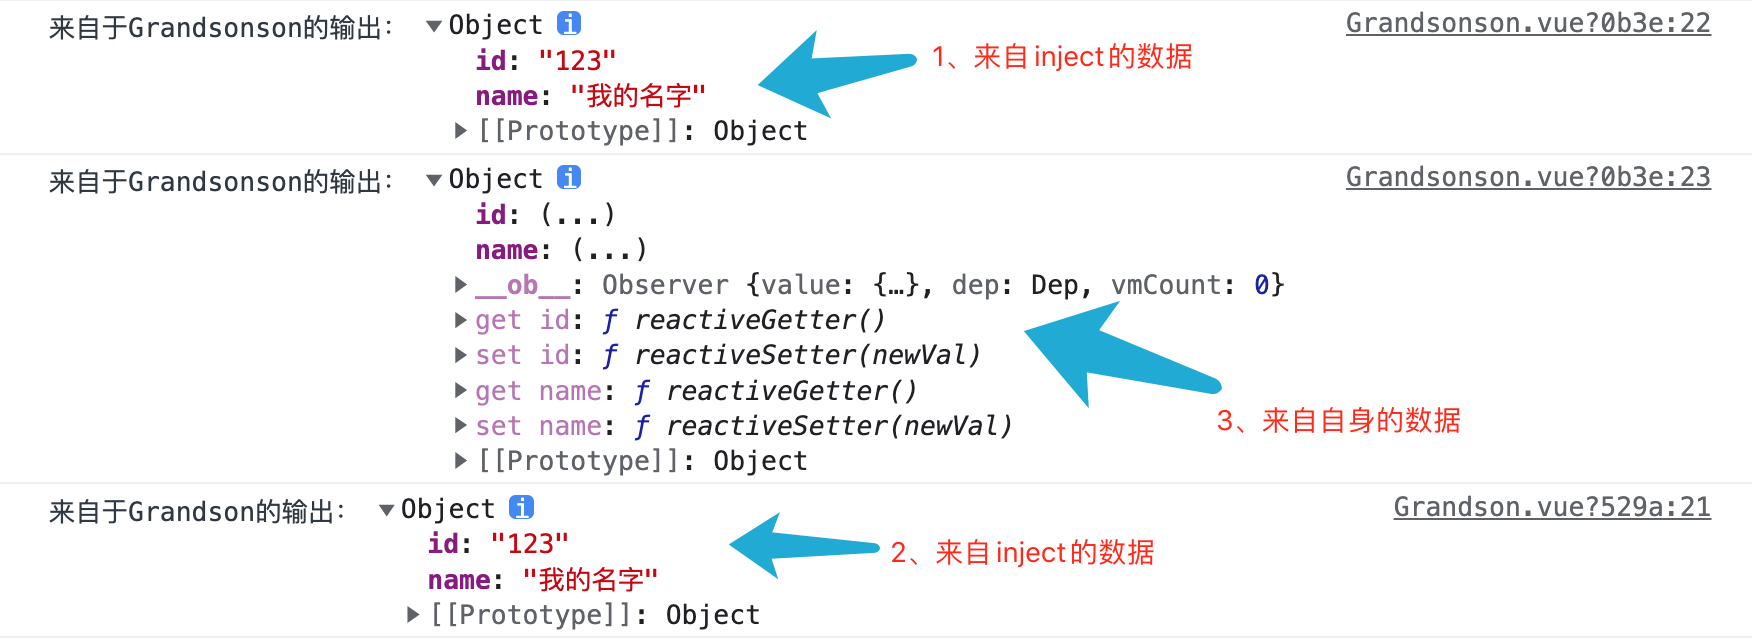 来自于Grandsonson的输出： ▼Object i Grandsonson.vue?0b3e:22
id: "123"
1、来自inject的数据
name: "我的名字"
▶[[Prototype]]: Object
来自于Grandsonson的输出： ▼Object i Grandsonson.vue?0b3e:23
id: (...)
name: (...)
▶__ob__: Observer {value: {…}, dep: Dep, vmCount: 0}
▶get id: ƒ reactiveGetter()
▶set id: ƒ reactiveSetter(newVal)
▶get name: ƒ reactiveGetter()
3、来自自身的数据
▶set name: ƒ reactiveSetter(newVal)
▶[[Prototype]]: Object
来自于Grandson的输出： ▼Object i Grandson.vue?529a:21
id: "123"
2、来自inject的数据
name: "我的名字"
▶[[Prototype]]: Object